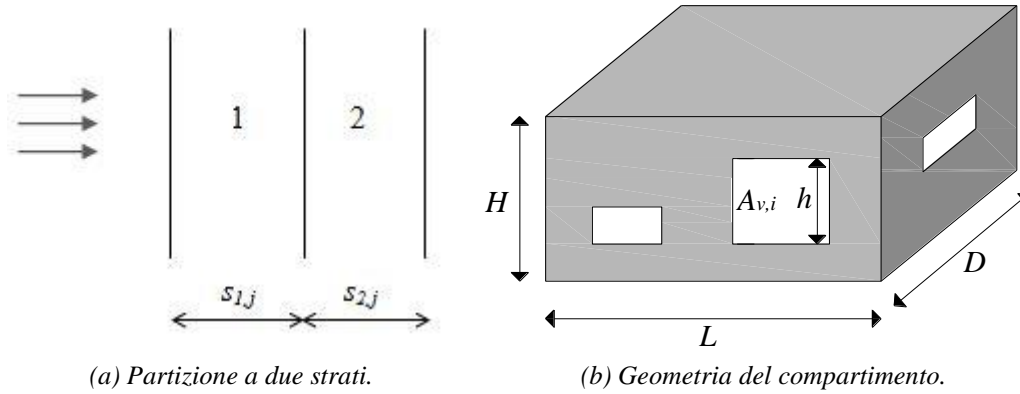 1 2
s1,j s2,j
(a) Partizione a due strati.
H
Av,i h
D
L
(b) Geometria del compartimento.